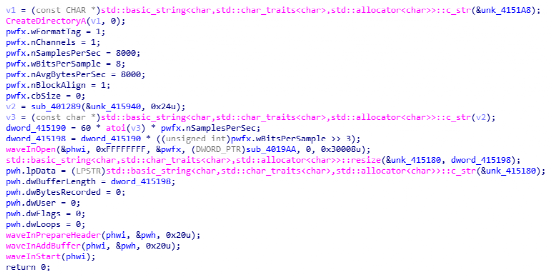 v1 = (const CHAR *)std::basic_string<char,std::char_traits<char>,std::allocator<char>>::c_str(&unk_4151A8);
CreateDirectoryA(v1, 0);
pwfx.wFormatTag = 1;
pwfx.nChannels = 1;
pwfx.nSamplesPerSec = 8000;
pwfx.wBitsPerSample = 8;
pwfx.nAvgBytesPerSec = 8000;
pwfx.nBlockAlign = 1;
pwfx.cbSize = 0;
v2 = sub_401289(&unk_415940, 0x24u);
v3 = (const char *)std::basic_string<char,std::char_traits<char>,std::allocator<char>>::c_str(v2);
dword_415190 = 60 * atoi(v3) * pwfx.nSamplesPerSec;
dword_415198 = dword_415190 * ((unsigned int)pwfx.wBitsPerSample >> 3);
waveInOpen(&phwi, 0xFFFFFFFF, &pwfx, (DWORD_PTR)sub_4019AA, 0, 0x30008u);
std::basic_string<char,std::char_traits<char>,std::allocator<char>>::resize(&unk_415180, dword_415198);
pwh.lpData = (LPSTR)std::basic_string<char,std::char_traits<char>,std::allocator<char>>::c_str(&unk_415180);
pwh.dwBufferLength = dword_415198;
pwh.dwBytesRecorded = 0;
pwh.dwUser = 0;
pwh.dwFlags = 0;
pwh.dwLoops = 0;
waveInPrepareHeader(phwi, &pwh, 0x20u);
waveInAddBuffer(phwi, &pwh, 0x20u);
waveInStart(phwi);
return 0;